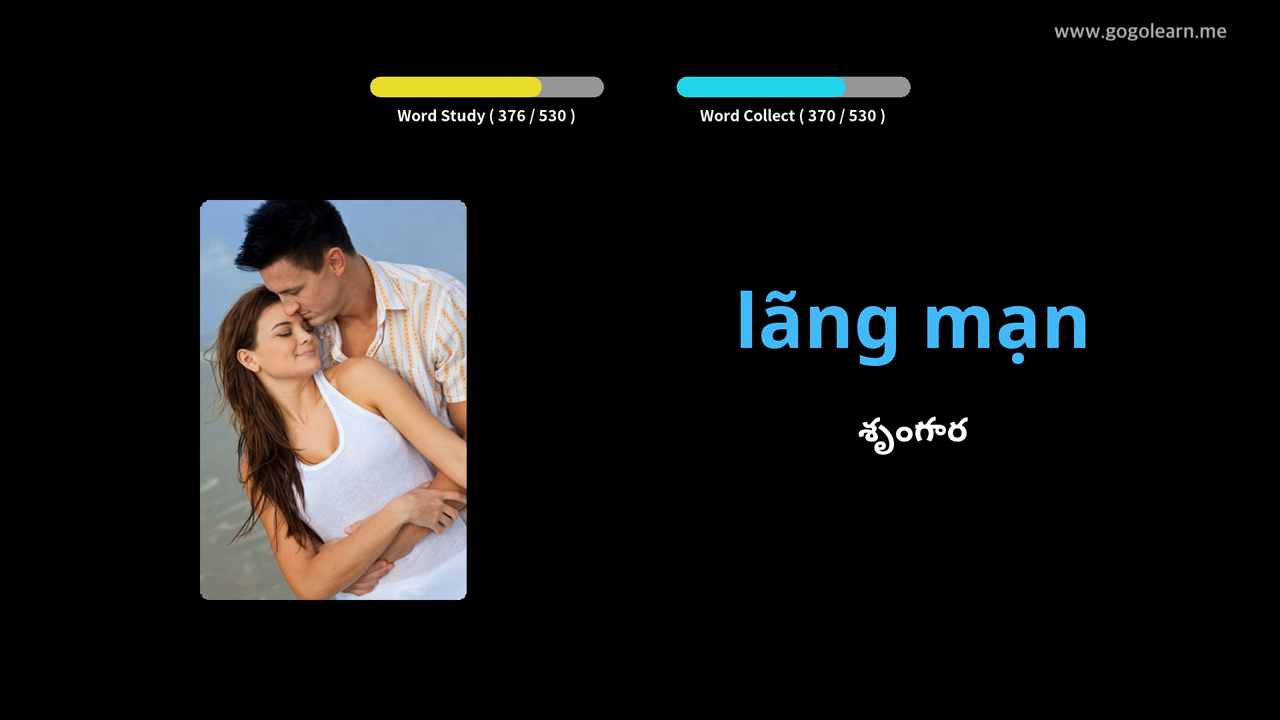 www.gogolearn.me
Word Study ( 376 / 530 )
Word Collect ( 370 / 530 )
lãng mạn
శృంగార